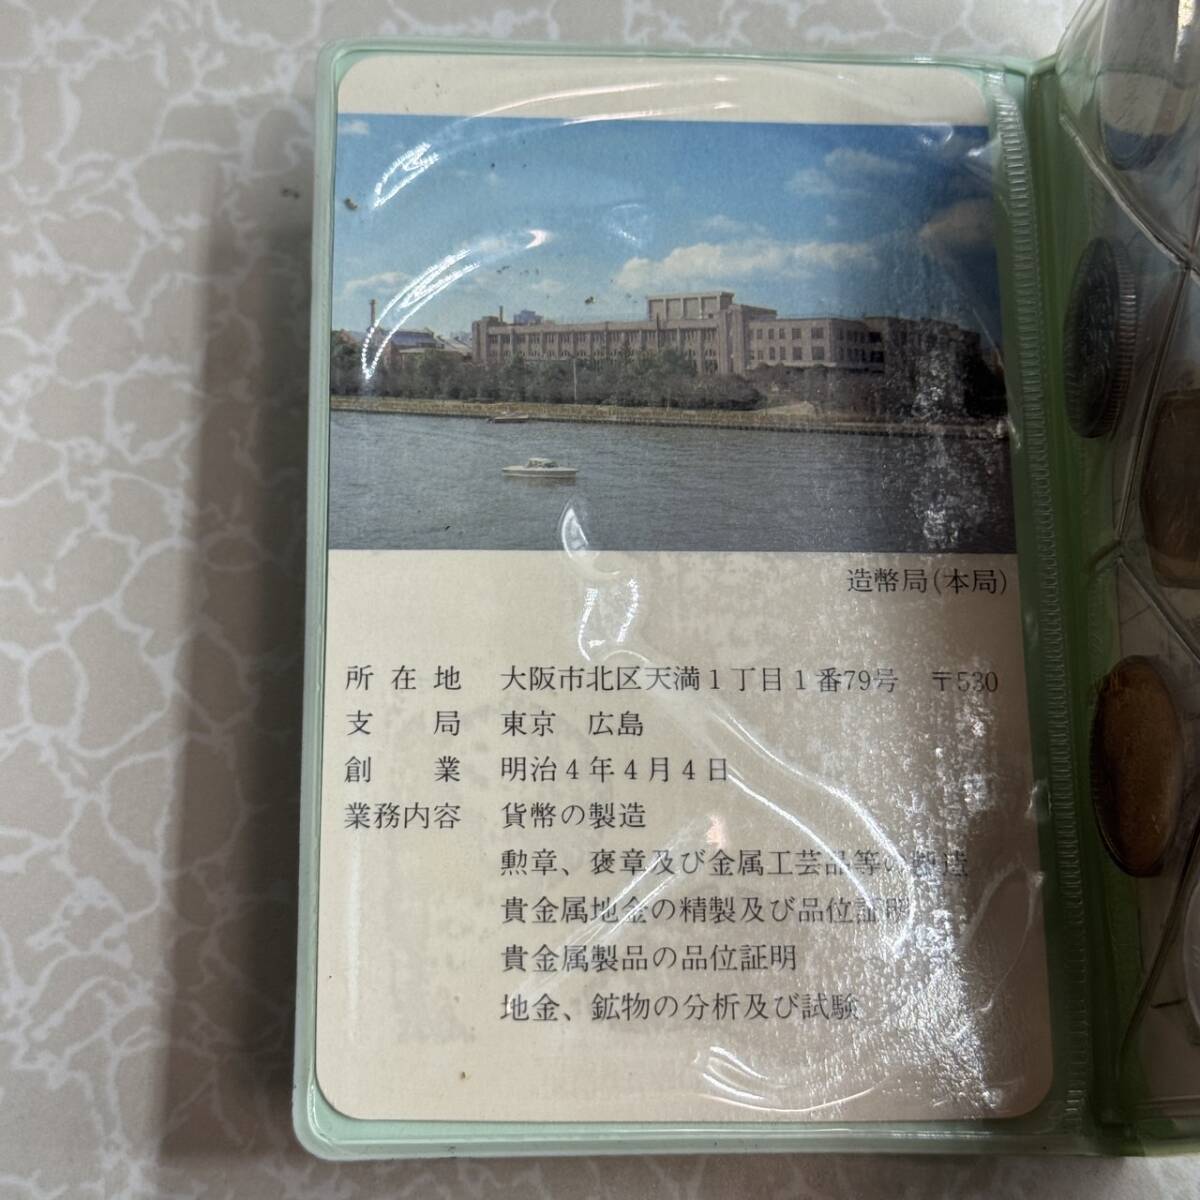 造幣局(本局)
所在地 大阪市北区天満1丁目1番79号 〒530
支局 東京 広島
創業 明治4年4月4日
業務内容 貨幣の製造
勲章、褒章及び金属工芸品等の製造
貴金属地金の精製及び品位証明
貴金属製品の品位証明
地金、鉱物の分析及び試験